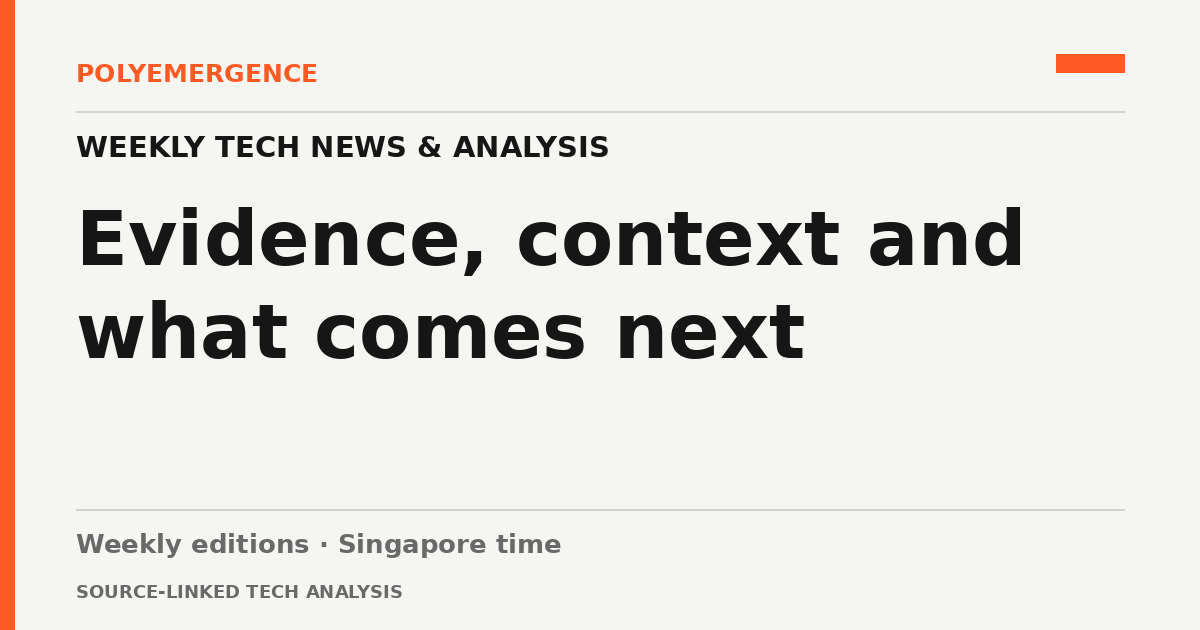 POLYEMERGENCE
WEEKLY TECH NEWS & ANALYSIS
Evidence, context and
what comes next
Weekly editions · Singapore time
SOURCE-LINKED TECH ANALYSIS